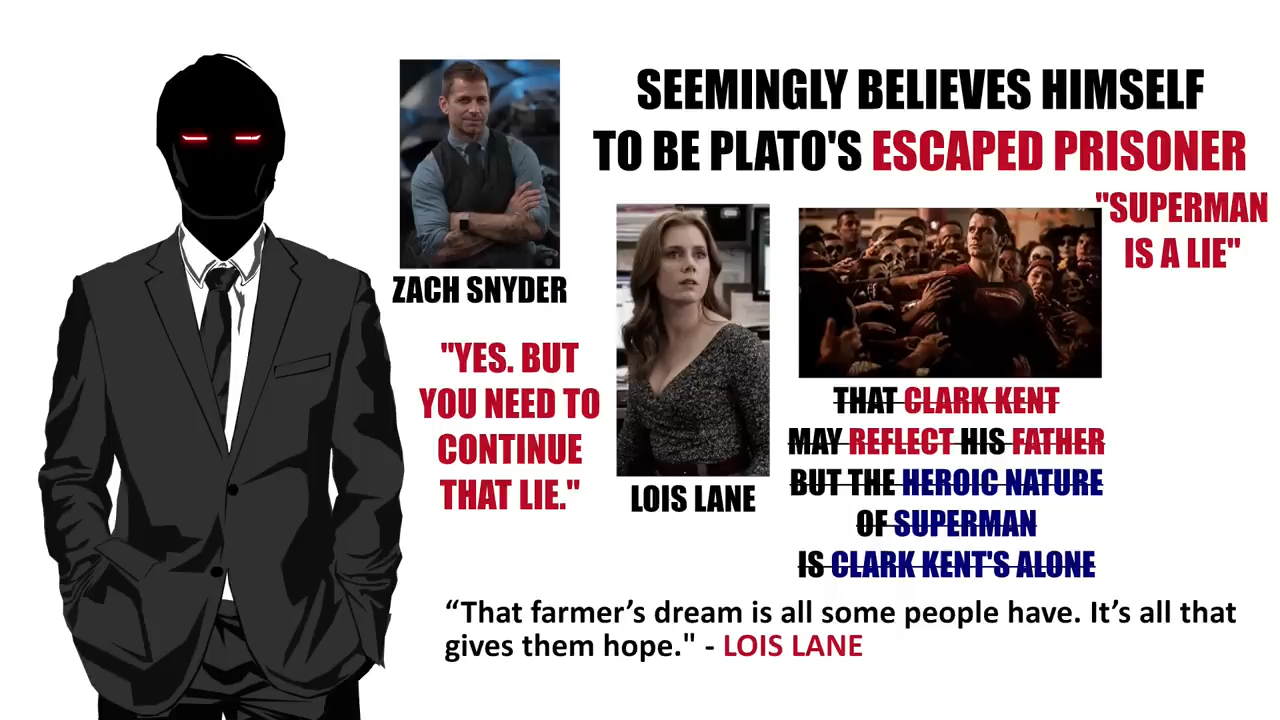 SEEMINGLY BELIEVES HIMSELF
TO BE PLATO'S ESCAPED PRISONER
ZACH SNYDER
"SUPERMAN
IS A LIE"
"YES. BUT
YOU NEED TO
CONTINUE
THAT LIE."
LOIS LANE
THAT CLARK KENT
MAY REFLECT HIS FATHER
BUT THE HEROIC NATURE
OF SUPERMAN
IS CLARK KENT'S ALONE
“That farmer’s dream is all some people have. It’s all that
gives them hope." - LOIS LANE